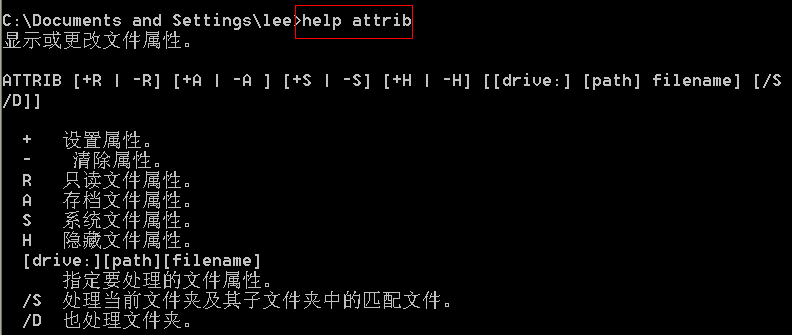 C:\Documents and Settings\lee>help attrib
显示或更改文件属性。
ATTRIB [+R | -R] [+A | -A ] [+S | -S] [+H | -H] [[drive:] [path] filename] [/S
/D]]
+ 设置属性。
- 清除属性。
R 只读文件属性。
A 存档文件属性。
S 系统文件属性。
H 隐藏文件属性。
[drive:][path][filename]
指定要处理的文件属性。
/S 处理当前文件夹及其子文件夹中的匹配文件。
/D 也处理文件夹。